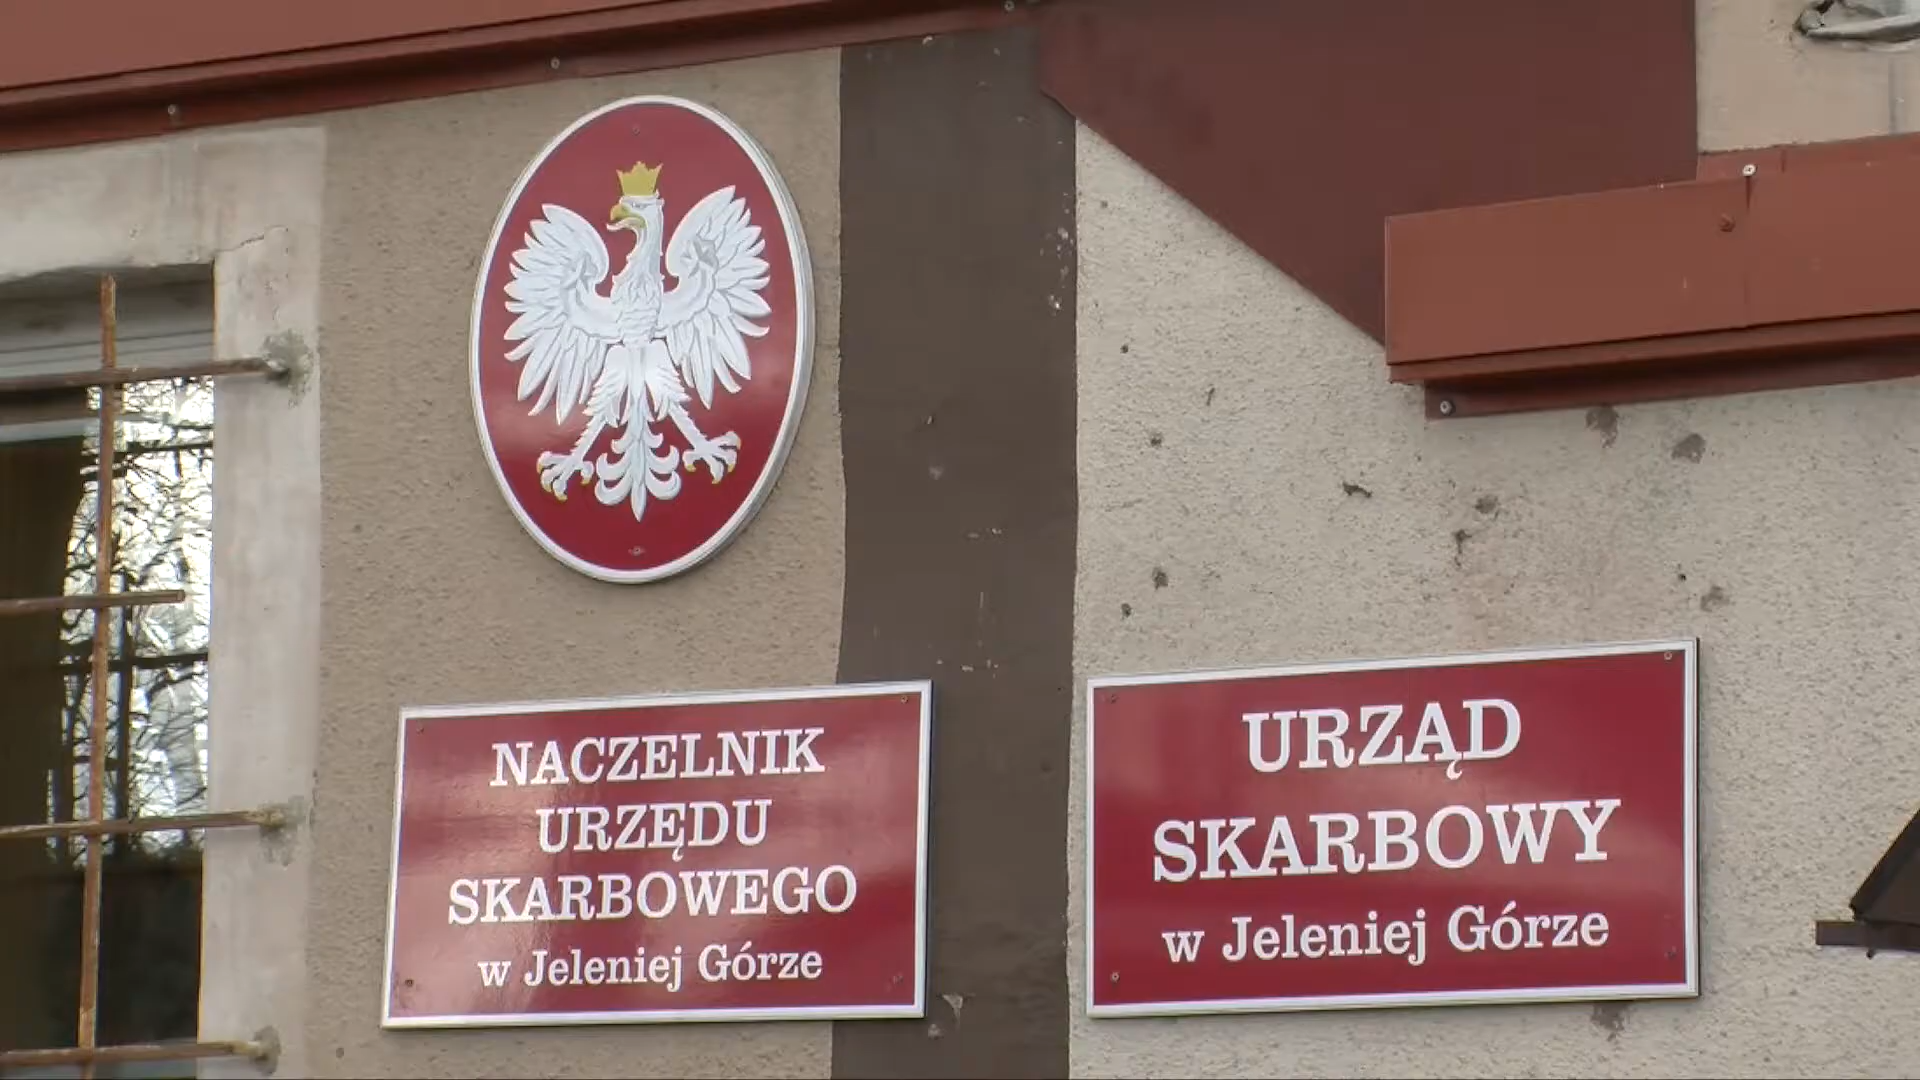 NACZELNIK
URZĘDU
SKARBOWEGO
w Jeleniej Górze
URZĄD
SKARBOWY
w Jeleniej Górze